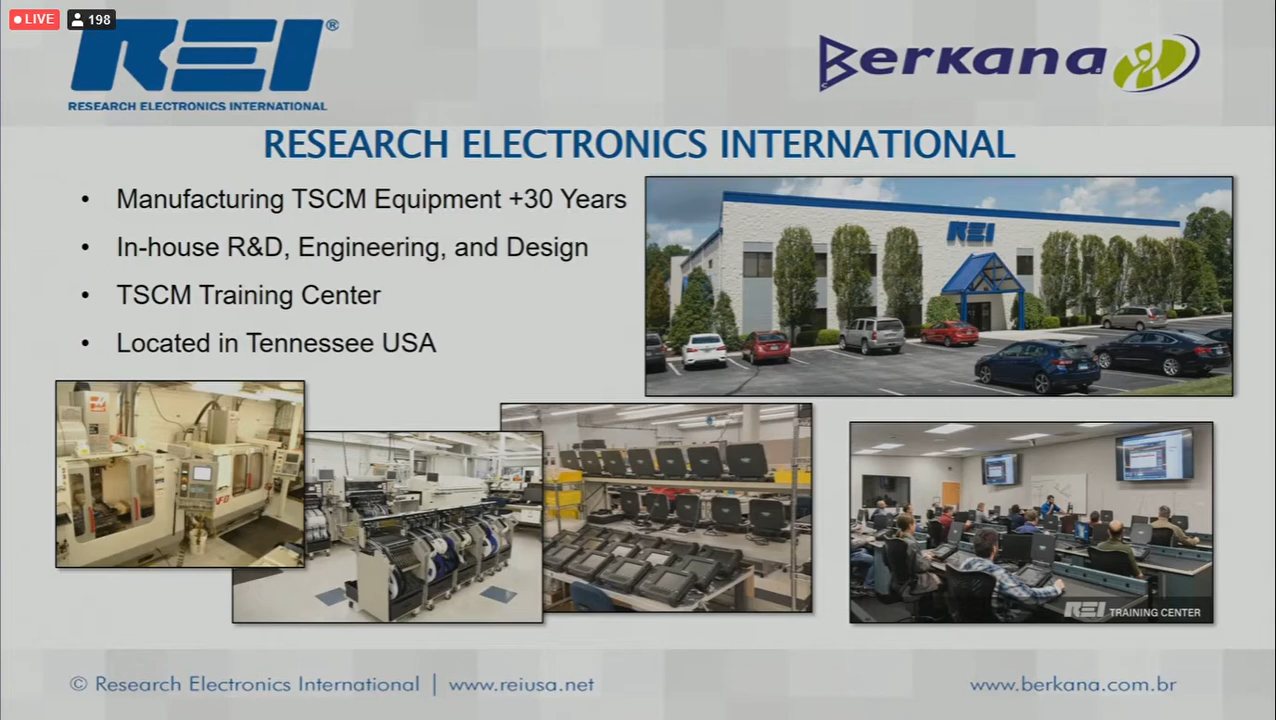 LIVE 198
REI®
RESEARCH ELECTRONICS INTERNATIONAL
Berkana®
RESEARCH ELECTRONICS INTERNATIONAL
• Manufacturing TSCM Equipment +30 Years
• In-house R&D, Engineering, and Design
• TSCM Training Center
• Located in Tennessee USA
REI
REI TRAINING CENTER
© Research Electronics International | www.reiusa.net
www.berkana.com.br